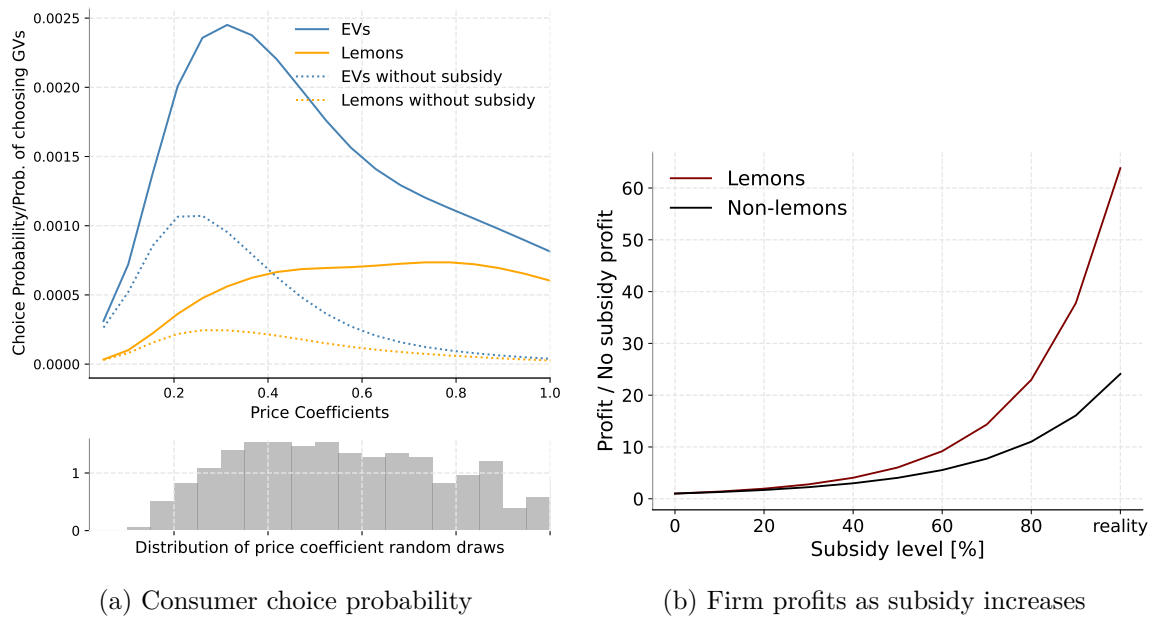 Choice Probability/Prob. of choosing GVs
0.0025
0.0020
0.0015
0.0010
0.0005
0.0000
EVs
Lemons
EVs without subsidy
Lemons without subsidy
0.2 0.4 0.6 0.8 1.0
Price Coefficients
1
0
Distribution of price coefficient random draws
(a) Consumer choice probability
Profit / No subsidy profit
60
50
40
30
20
10
0
Lemons
Non-lemons
0 20 40 60 80 reality
Subsidy level [%]
(b) Firm profits as subsidy increases